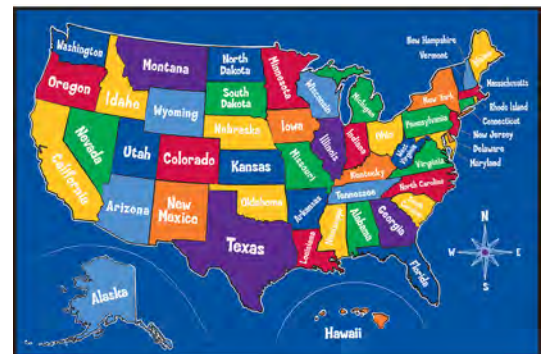 Washington
Oregon
California
Nevada
Idaho
Montana
Wyoming
Utah
Arizona
Colorado
New
Mexico
North
Dakota
South
Dakota
Nebraska
Kansas
Oklahoma
Texas
Minnesota
Iowa
Missouri
Arkansas
Louisiana
Wisconsin
Illinois
Michigan
Indiana
Ohio
Kentucky
Tennessee
Mississippi
Alabama
Georgia
Florida
South
Carolina
North Carolina
Virginia
West
Virginia
Pennsylvania
New York
Maine
New Hampshire
Vermont
Massachusetts
Rhode Island
Connecticut
New Jersey
Delaware
Maryland
N
W
E
S
Alaska
Hawaii